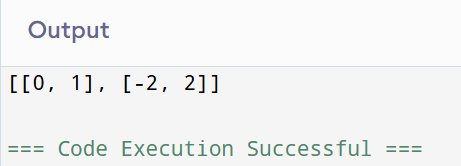 Output
[[0, 1], [-2, 2]]
=== Code Execution Successful ===